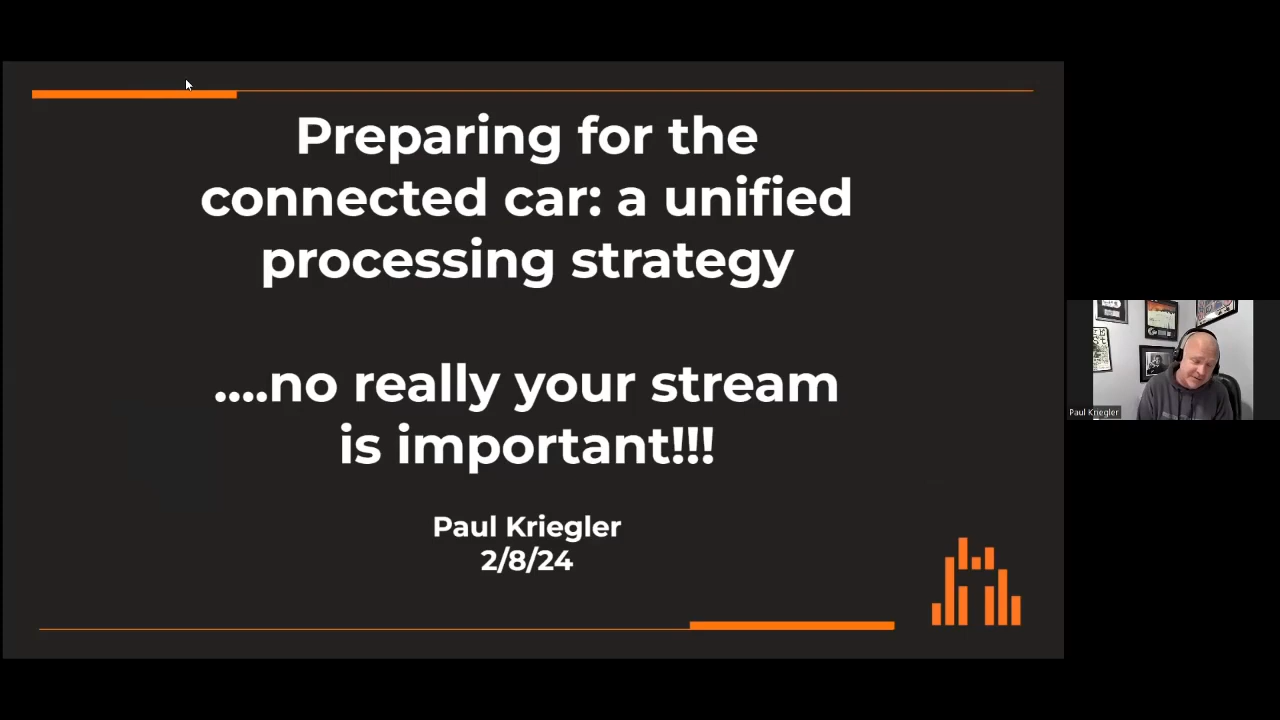 Preparing for the
connected car: a unified
processing strategy
....no really your stream
is important!!!
Paul Kriegler
2/8/24
Paul Kriegler